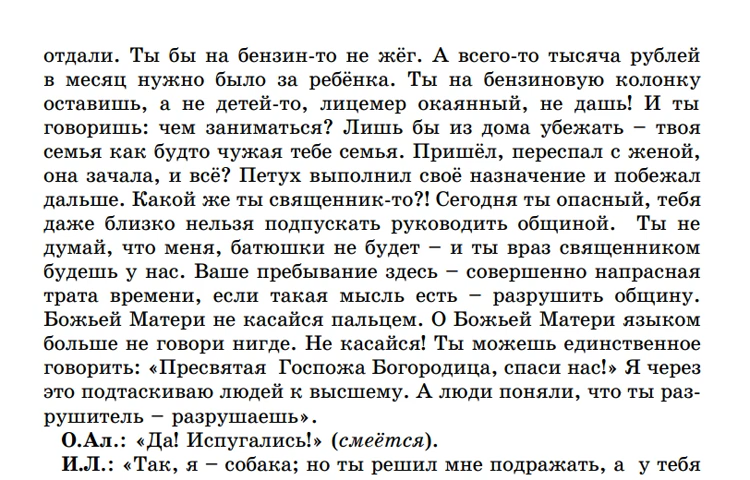 отдали. Ты бы на бензин-то не жёг. А всего-то тысяча рублей
в месяц нужно было за ребёнка. Ты на бензиновую колонку
оставишь, а не детей-то, лицемер окаянный, не дашь! И ты
говоришь: чем заниматься? Лишь бы из дома убежать – твоя
семья как будто чужая тебе семья. Пришёл, переспал с женой,
она зачала, и всё? Петух выполнил своё назначение и побежал
дальше. Какой же ты священник-то?! Сегодня ты опасный, тебя
даже близко нельзя подпускать руководить общиной. Ты не
думай, что меня, батюшки не будет – и ты враз священником
будешь у нас. Ваше пребывание здесь – совершенно напрасная
трата времени, если такая мысль есть – разрушить общину.
Божьей Матери не касайся пальцем. О Божьей Матери языком
больше не говори нигде. Не касайся! Ты можешь единственное
говорить: «Пресвятая Госпожа Богородица, спаси нас!» Я через
это подтаскиваю людей к высшему. А люди поняли, что ты раз-
рушитель – разрушаешь».
О.Ал.: «Да! Испугались!» (смеётся).
И.Л.: «Так, я – собака; но ты решил мне подражать, а у тебя